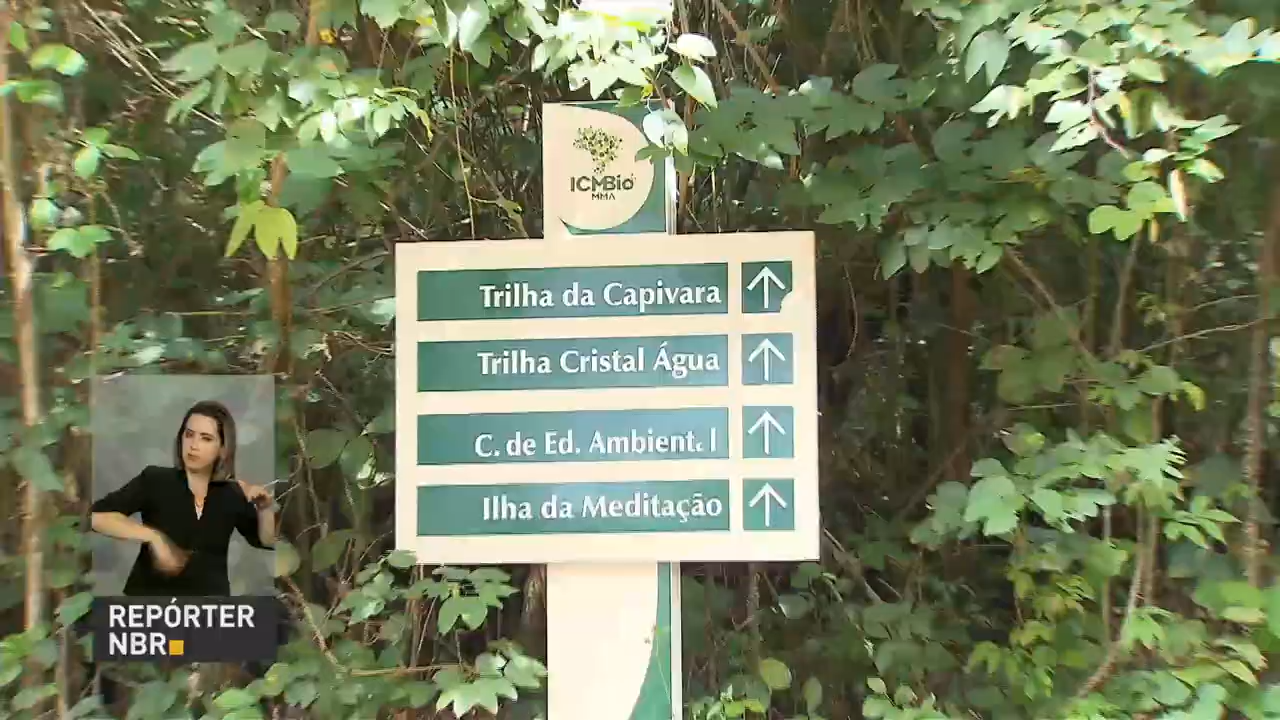 ICMBio
MMA
Trilha da Capivara
Trilha Cristal Água
C. de Ed. Ambient. I
Ilha da Meditação
REPÓRTER
NBR